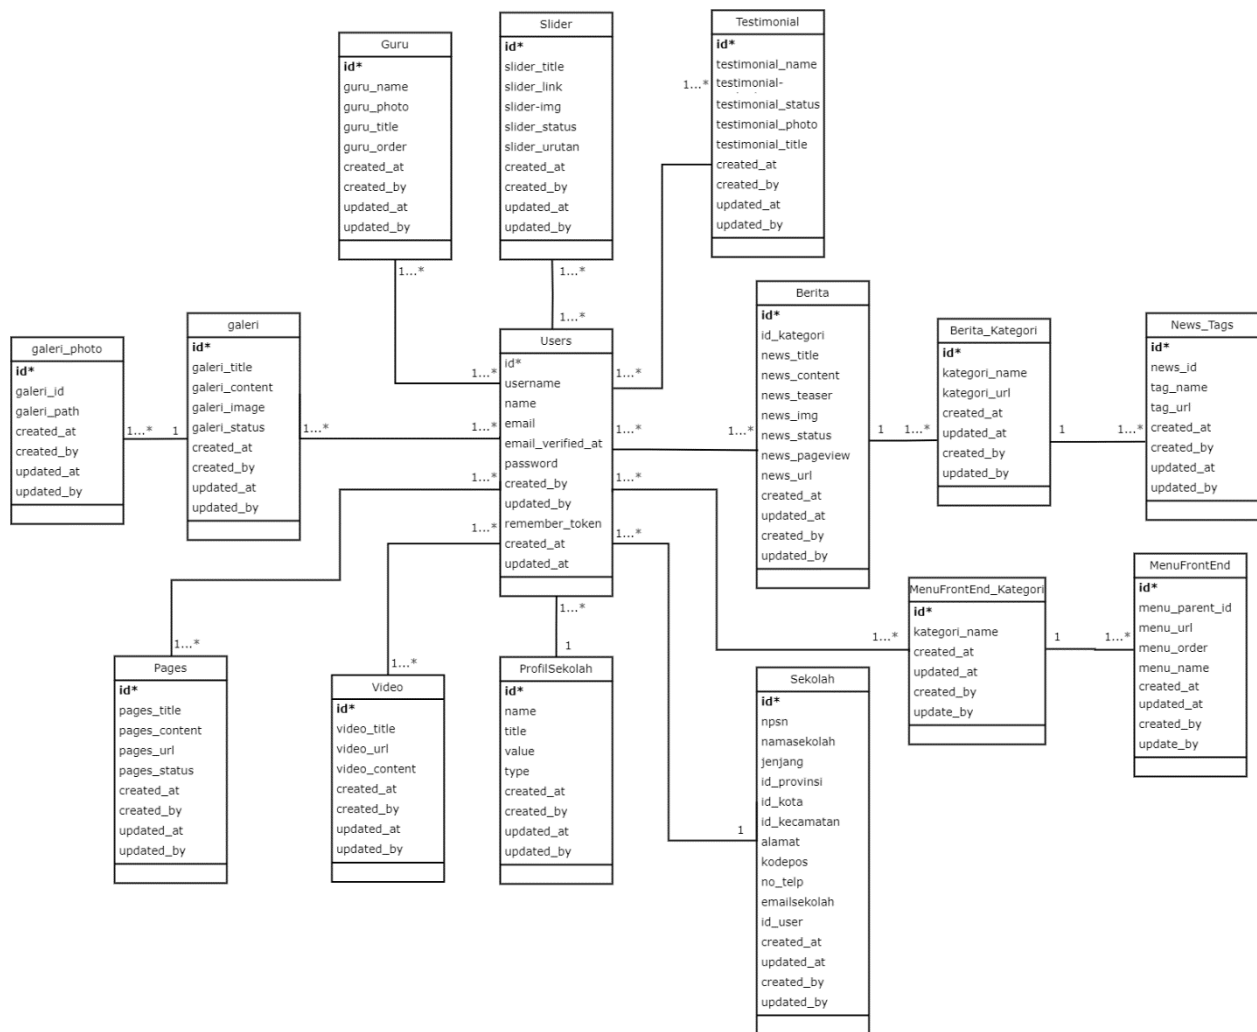 Guru
id*
guru_name
guru_photo
guru_title
guru_order
created_at
created_by
updated_at
updated_by
1...*
Slider
id*
slider_title
slider_link
slider-img
slider_status
slider_urutan
created_at
created_by
updated_at
updated_by
1...*
Testimonial
id*
testimonial_name
testimonial-
testimonial_status
testimonial_photo
testimonial_title
created_at
created_by
updated_at
updated_by
1...*
galeri_photo
id*
galeri_id
galeri_path
created_at
created_by
updated_at
updated_by
1...*
1
galeri
id*
galeri_title
galeri_content
galeri_image
galeri_status
created_at
created_by
updated_at
updated_by
1...*
1...*
Users
id*
username
name
email
email_verified_at
password
created_by
updated_by
remember_token
created_at
updated_at
1...*
1...*
1...*
1...*
1...*
1...*
1...*
1...*
1...*
Berita
id*
id_kategori
news_title
news_content
news_teaser
news_img
news_status
news_pageview
news_url
created_at
updated_at
created_by
updated_by
1...*
1
1...*
Berita_Kategori
id*
kategori_name
kategori_url
created_at
updated_at
created_by
updated_by
1
1...*
News_Tags
id*
news_id
tag_name
tag_url
created_at
created_by
updated_at
updated_by
MenuFrontEnd_Kategori
id*
kategori_name
created_at
updated_at
created_by
update_by
1...*
1
1...*
MenuFrontEnd
id*
menu_parent_id
menu_url
menu_order
menu_name
created_at
updated_at
created_by
update_by
1...*
Pages
id*
pages_title
pages_content
pages_url
pages_status
created_at
created_by
updated_at
updated_by
1...*
Video
id*
video_title
video_url
video_content
created_at
created_by
updated_at
updated_by
1
ProfilSekolah
id*
name
title
value
type
created_at
created_by
updated_at
updated_by
1
Sekolah
id*
npsn
namasekolah
jenjang
id_provinsi
id_kota
id_kecamatan
alamat
kodepos
no_telp
emailsekolah
id_user
created_at
updated_at
created_by
updated_by